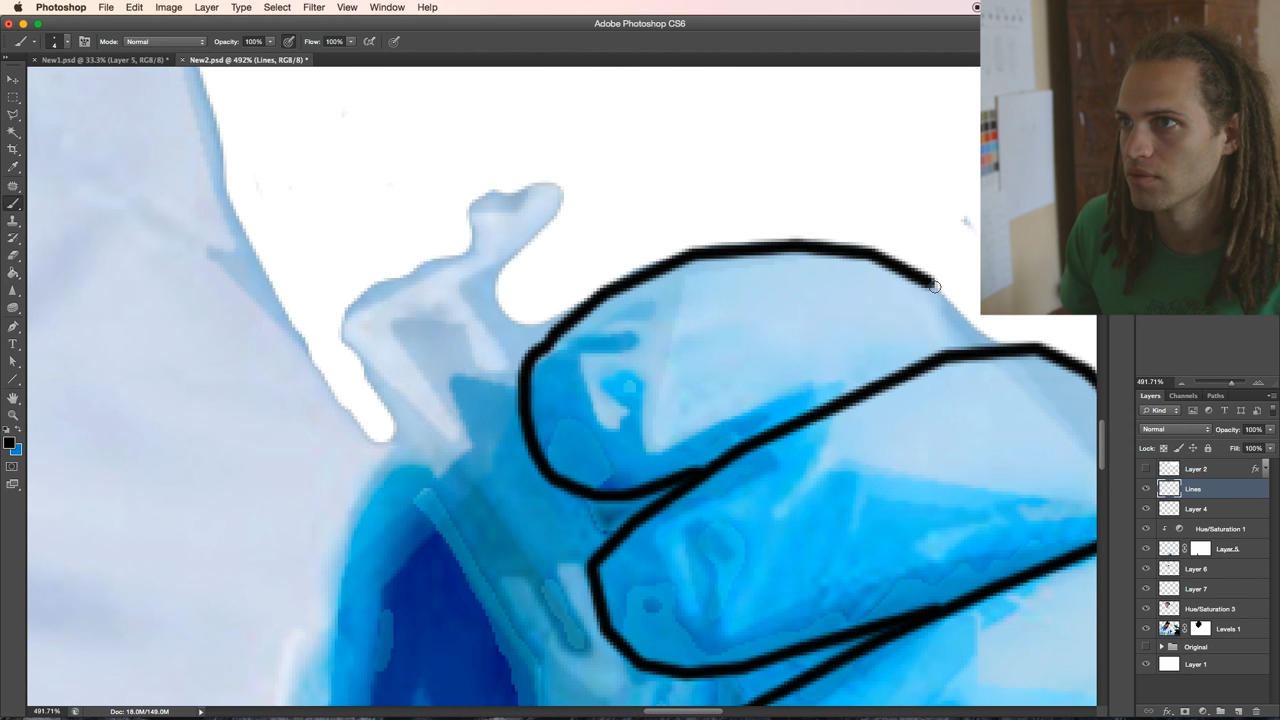 Photoshop File Edit Image Layer Type Select Filter View Window Help
Adobe Photoshop CS6
4 Mode: Normal Opacity: 100% Flow: 100%
× New1.psd @ 33.3% (Layer 5, RGB/8) * × New2.psd @ 492% (Lines, RGB/8) *
491.71%
Layers Channels Paths
Kind
Normal Opacity: 100%
Lock: Fill: 100%
Layer 2 fx
Lines
Layer 4
Hue/Saturation 1
Layer 5
Layer 6
Layer 7
Hue/Saturation 3
Levels 1
Original
Layer 1
491.71% Doc: 18.0M/149.0M